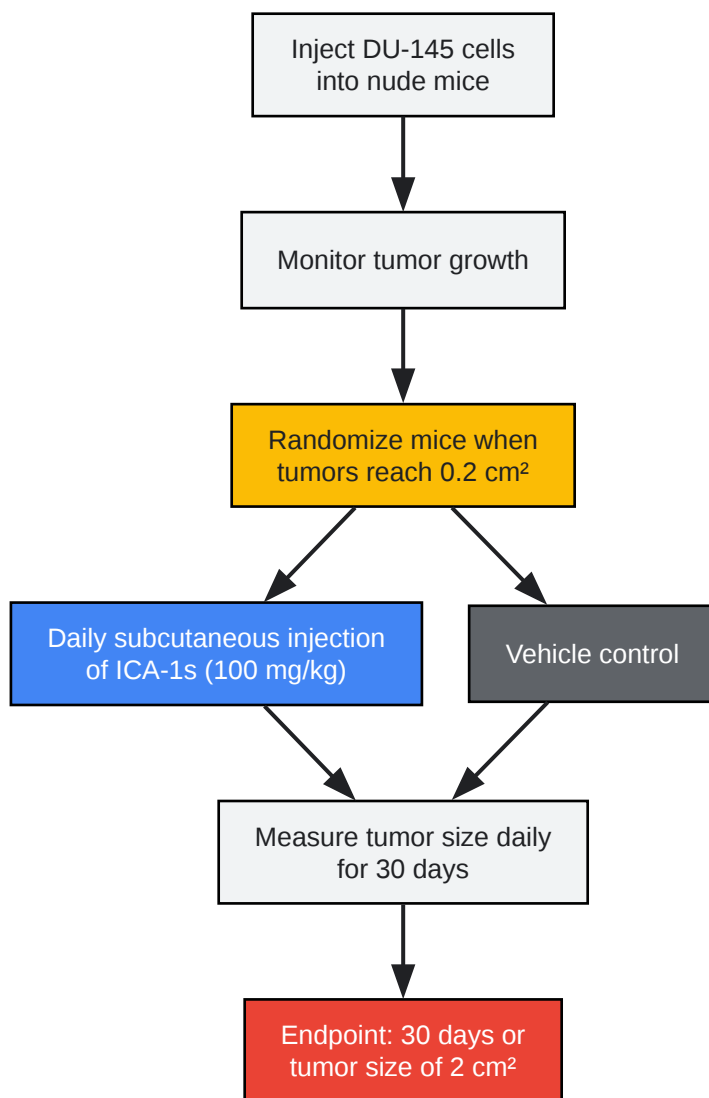 Inject DU-145 cells
into nude mice
Monitor tumor growth
Randomize mice when
tumors reach 0.2 cm²
Daily subcutaneous injection
of ICA-1s (100 mg/kg)
Vehicle control
Measure tumor size daily
for 30 days
Endpoint: 30 days or
tumor size of 2 cm²